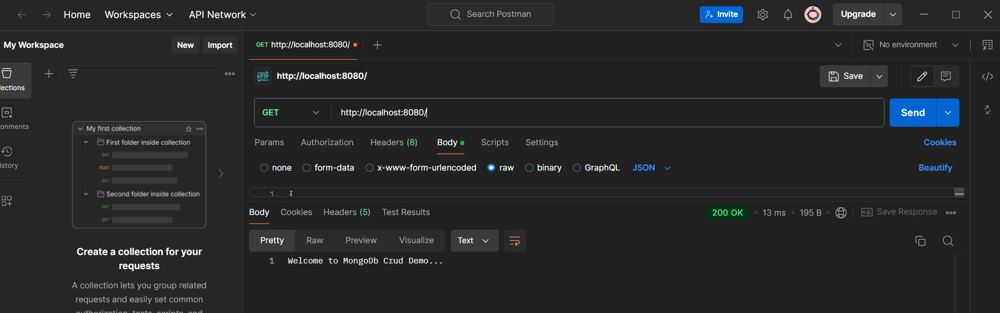 Home Workspaces API Network Search Postman Invite Upgrade
My Workspace New Import GET http://localhost:8080/ No environment
HTTP http://localhost:8080/ Save
lections
GET http://localhost:8080/ Send
onments
Params Authorization Headers (8) Body Scripts Settings Cookies
istory
none form-data x-www-form-urlencoded raw binary GraphQL JSON Beautify
1 {
My first collection
First folder inside collection
GET
POST
GET
Second folder inside collection
GET
GET
Body Cookies Headers (5) Test Results 200 OK 13 ms 195 B e.g. Save Response
Pretty Raw Preview Visualize Text
1 Welcome to MongoDb Crud Demo...
Create a collection for your
requests
A collection lets you group related
requests and easily set common
authorization, tests, scripts, and